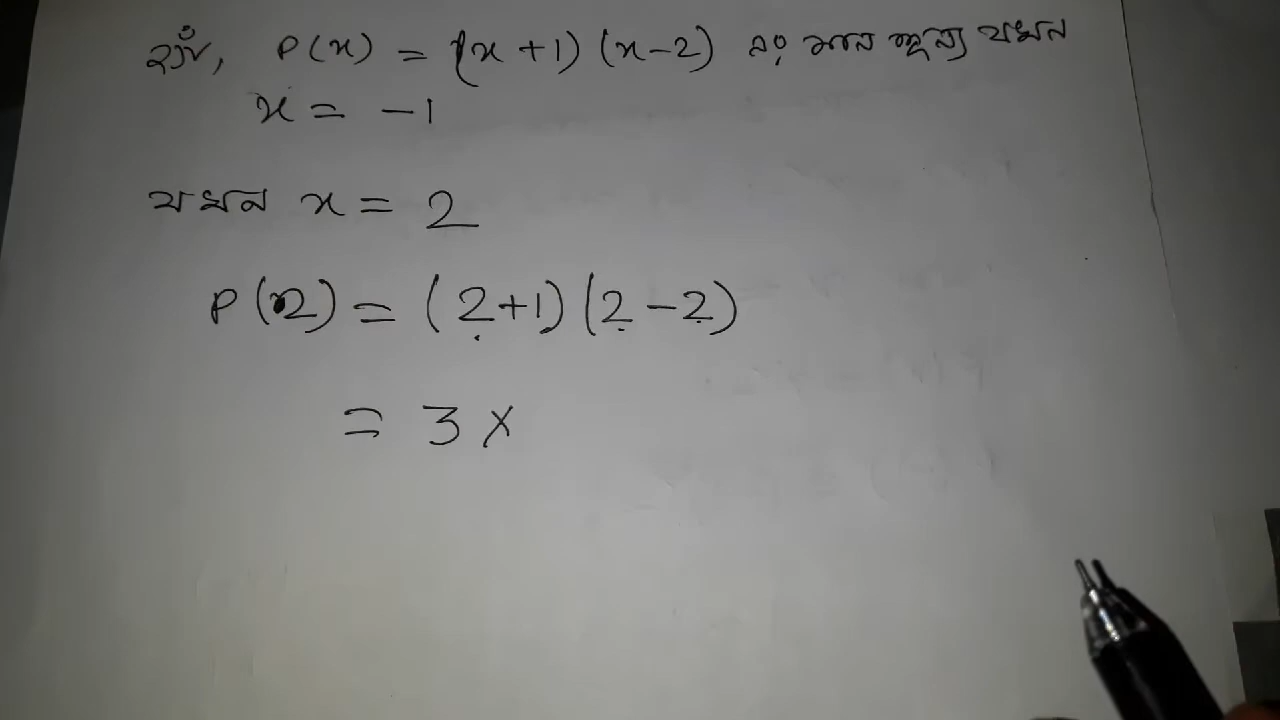 হ্যাঁ, P(x) = (x+1)(x-2) এর মান শূন্য যখন
x = -1
যখন x = 2
P(2) = (2+1)(2-2)
= 3 ×